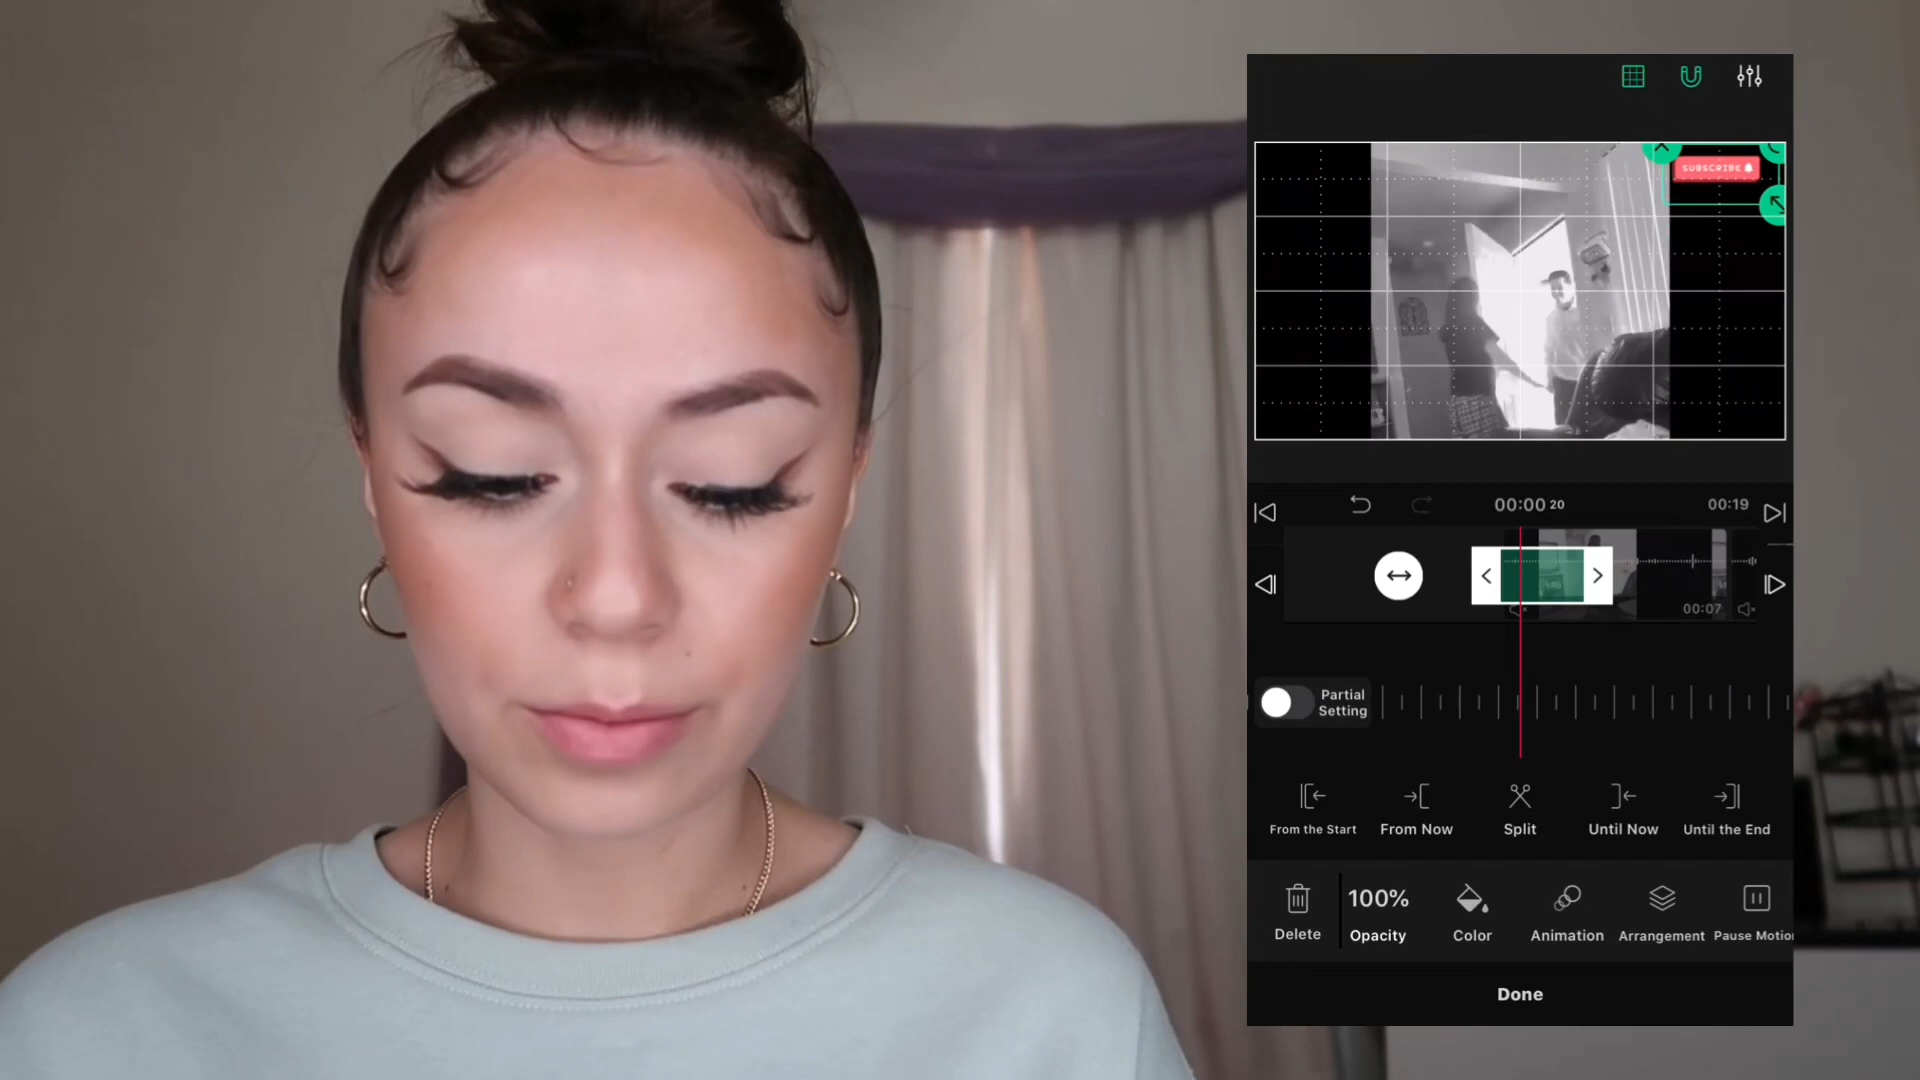 SUBSCRIBE
00:00 20
00:19
00:07
Partial
Setting
From the Start
From Now
Split
Until Now
Until the End
Delete
100%
Opacity
Color
Animation
Arrangement
Pause Motion
Done